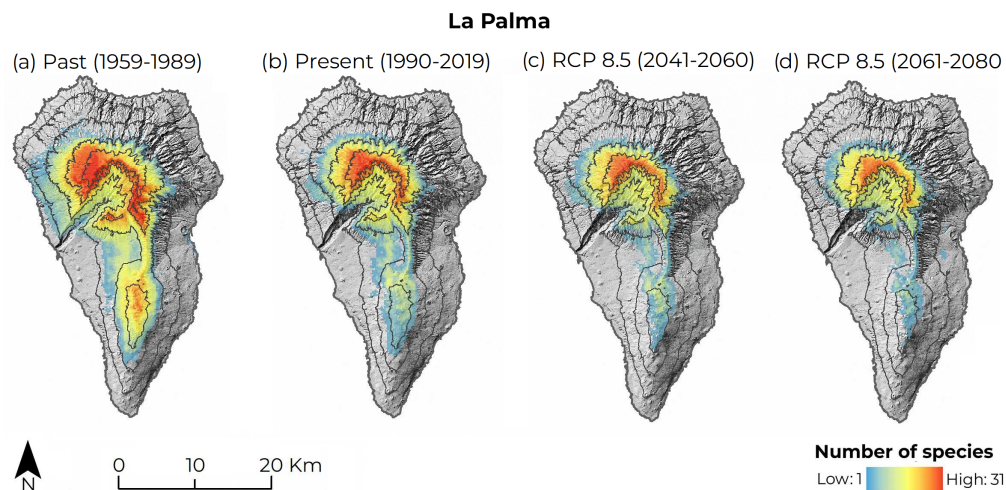 La Palma
(a) Past (1959-1989)
(b) Present (1990-2019)
(c) RCP 8.5 (2041-2060)
(d) RCP 8.5 (2061-2080
N
0 10 20 Km
Number of species
Low: 1 High: 31